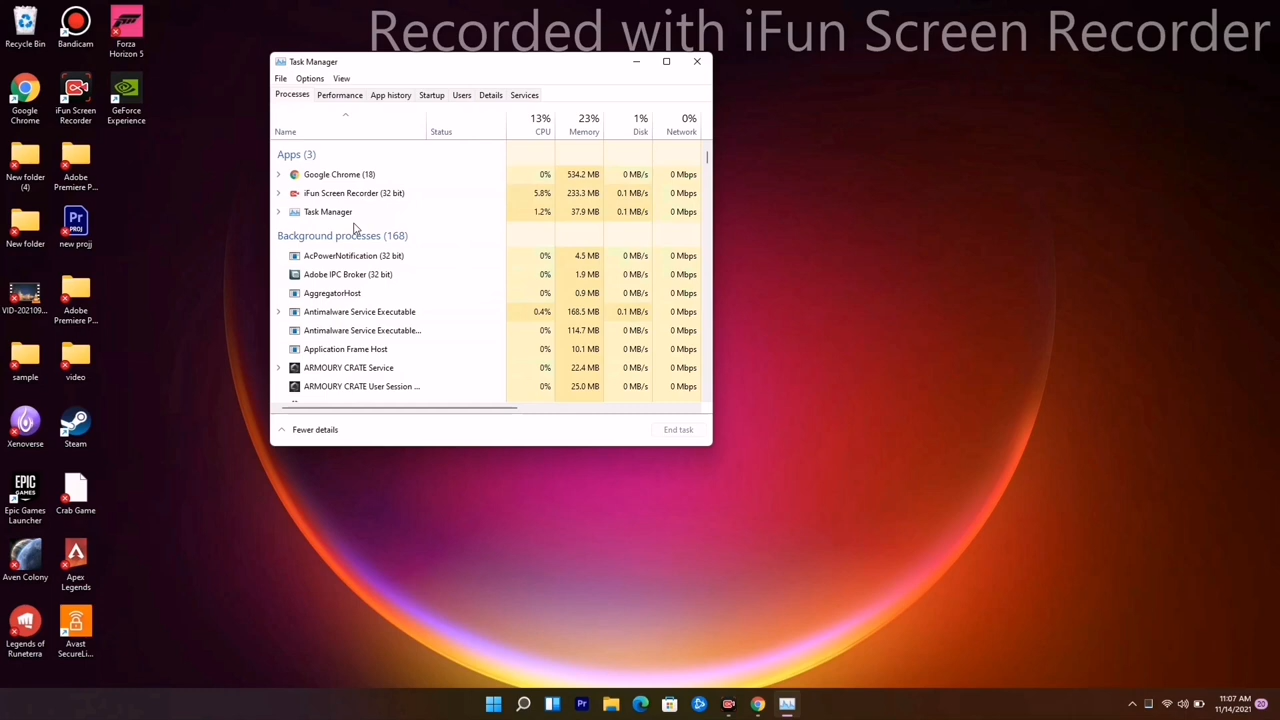 Recorded with iFun Screen Recorder
Recycle Bin
Bandicam
Forza
Horizon 5
Google
Chrome
iFun Screen
Recorder
GeForce
Experience
New folder
(4)
Adobe
Premiere P...
New folder
new projj
VID-202109...
Adobe
Premiere P...
sample
video
Xenoverse
Steam
EPIC
GAMES
Epic Games
Launcher
Crab Game
Aven Colony
Apex
Legends
Legends of
Runeterra
Avast
SecureLi...
Task Manager
File Options View
Processes Performance App history Startup Users Details Services
13% 23% 1% 0%
Name Status CPU Memory Disk Network
Apps (3)
Google Chrome (18) 0% 534.2 MB 0 MB/s 0 Mbps
iFun Screen Recorder (32 bit) 5.8% 233.3 MB 0.1 MB/s 0 Mbps
Task Manager 1.2% 37.9 MB 0.1 MB/s 0 Mbps
Background processes (168)
AcPowerNotification (32 bit) 0% 4.5 MB 0 MB/s 0 Mbps
Adobe IPC Broker (32 bit) 0% 1.9 MB 0 MB/s 0 Mbps
AggregatorHost 0% 0.9 MB 0 MB/s 0 Mbps
Antimalware Service Executable 0.4% 168.5 MB 0.1 MB/s 0 Mbps
Antimalware Service Executable... 0% 114.7 MB 0 MB/s 0 Mbps
Application Frame Host 0% 10.1 MB 0 MB/s 0 Mbps
ARMOURY CRATE Service 0% 22.4 MB 0 MB/s 0 Mbps
ARMOURY CRATE User Session ... 0% 25.0 MB 0 MB/s 0 Mbps
Fewer details End task
Pr
PROJ
Pr
11:07 AM
11/14/2021
20